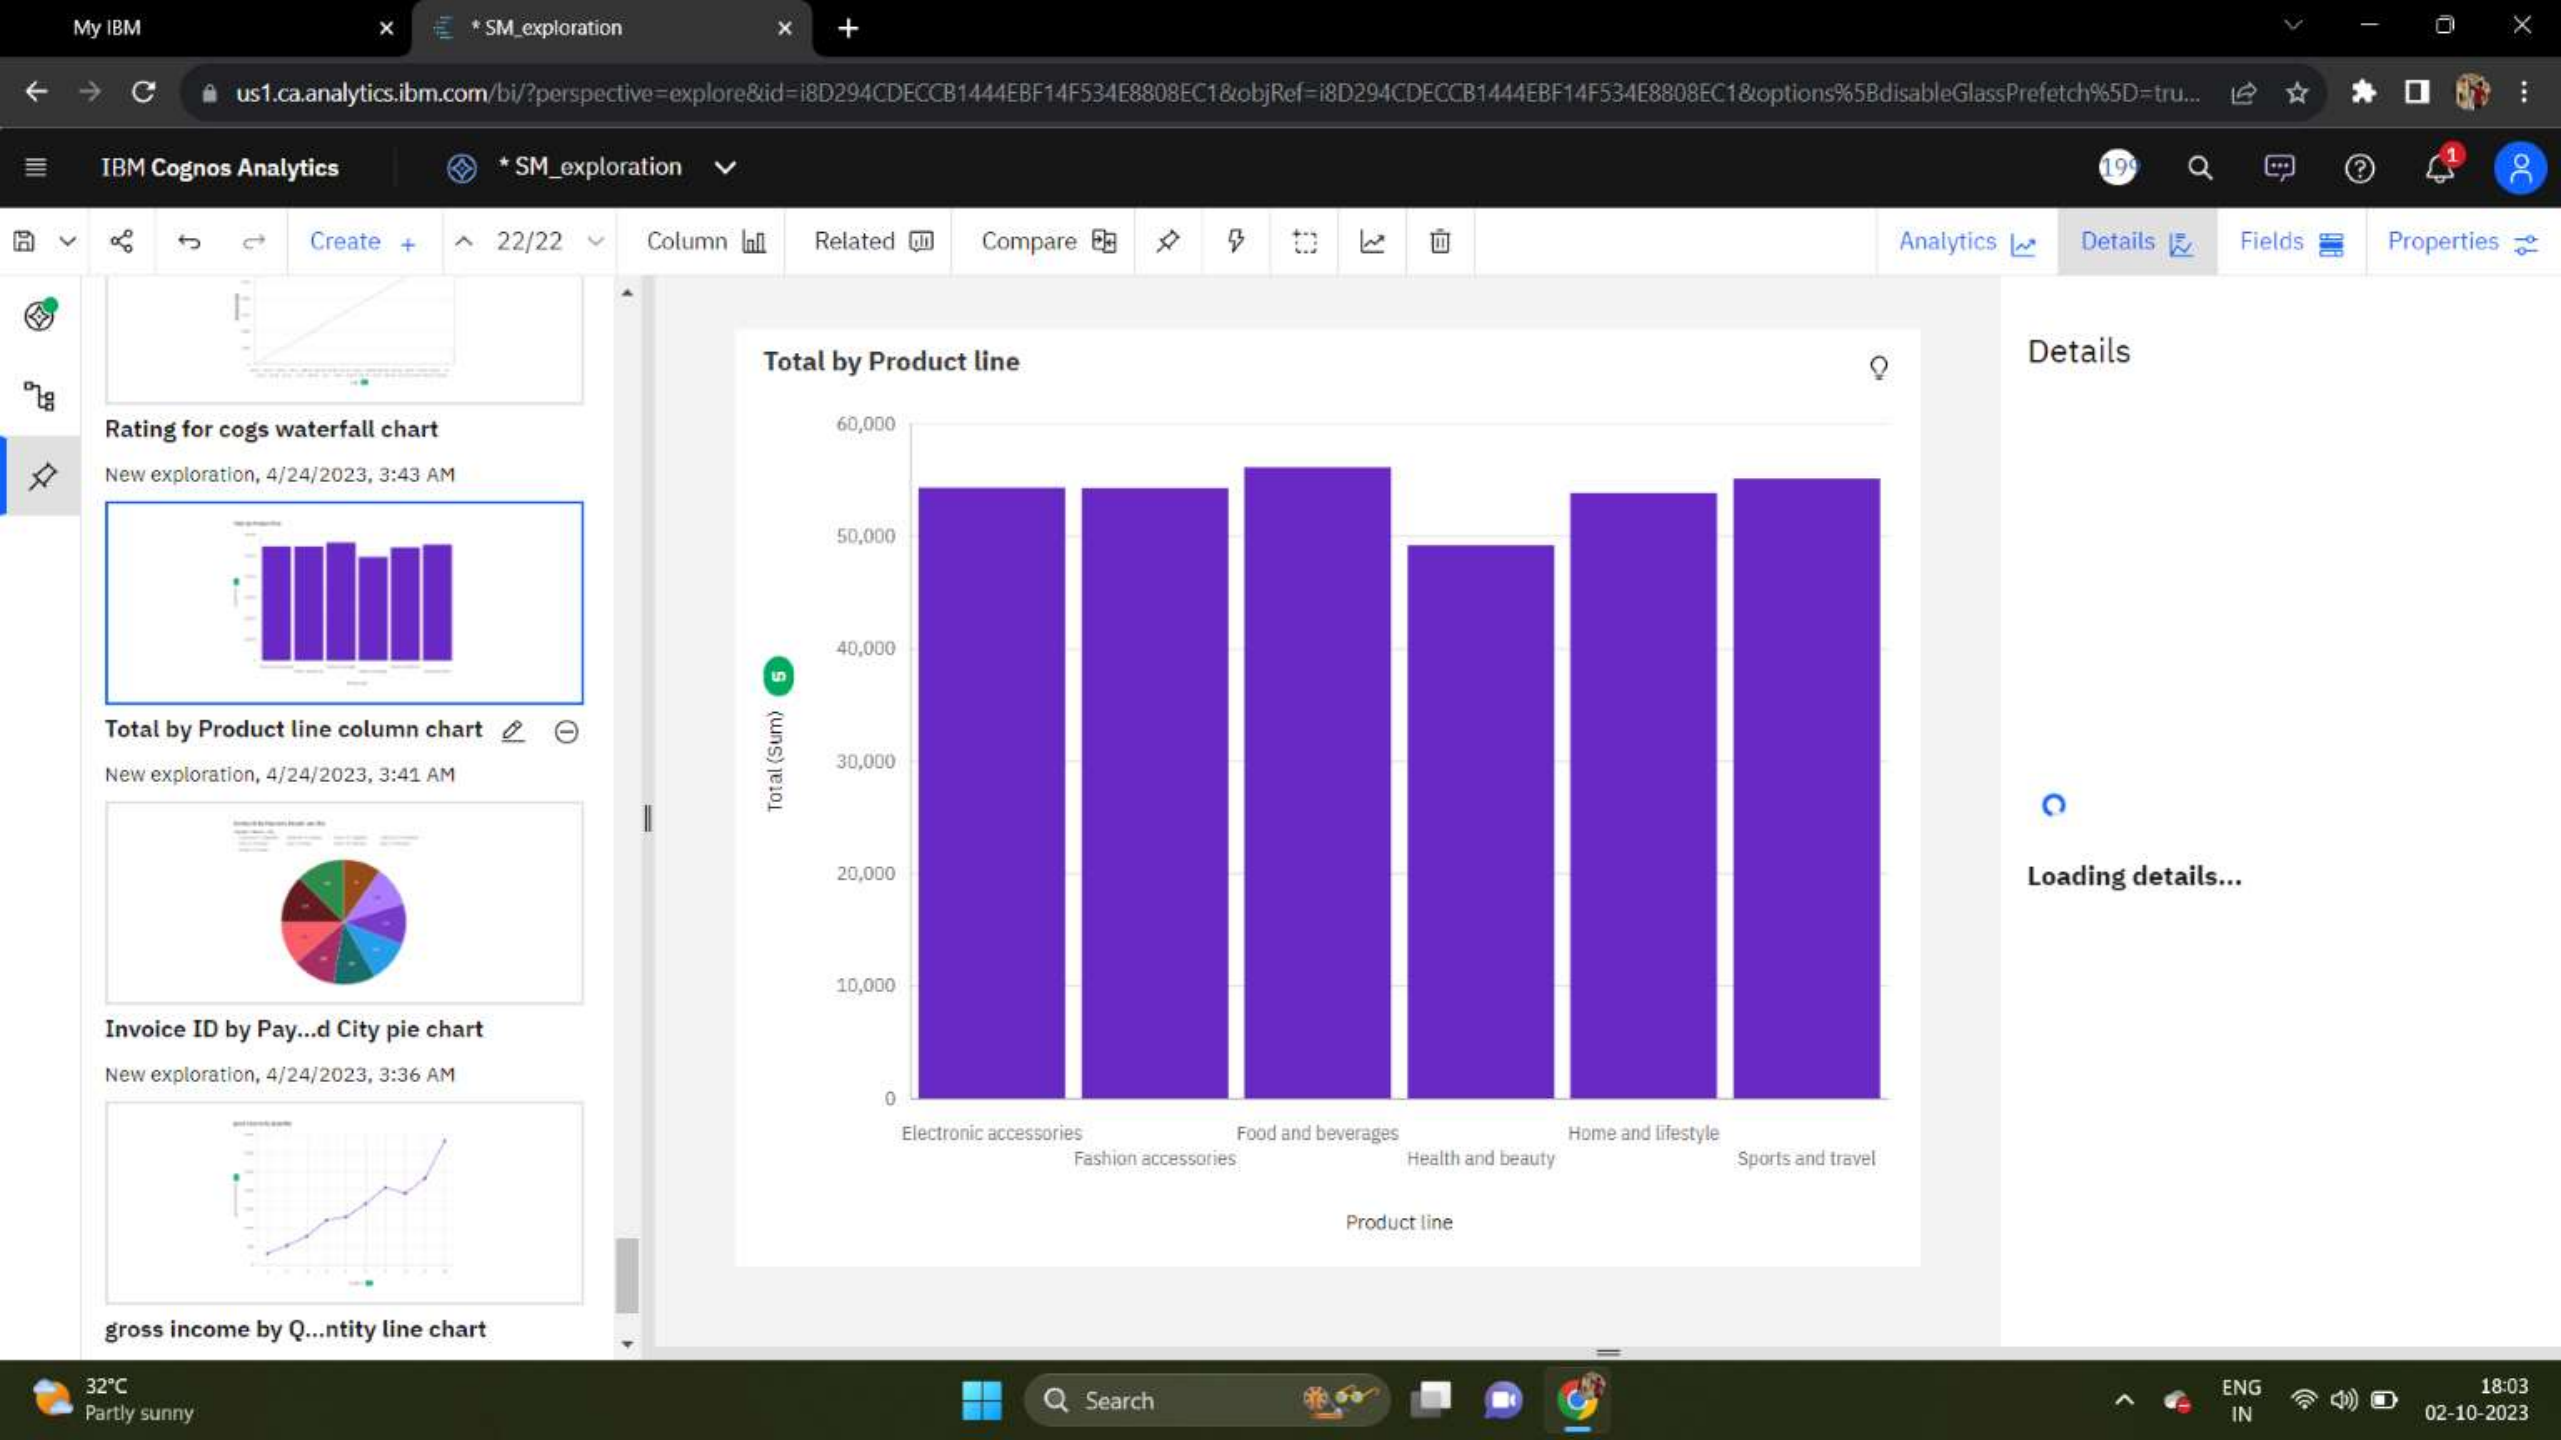 My IBM
* SM_exploration
us1.ca.analytics.ibm.com/bi/?perspective=explore&id=i8D294CDECCB1444EBF14F534E8808EC1&objRef=i8D294CDECCB1444EBF14F534E8808EC1&options%5BdisableGlassPrefetch%5D=tru...
IBM Cognos Analytics
* SM_exploration
199
1
Create
22/22
Column
Related
Compare
Analytics
Details
Fields
Properties
Rating for cogs waterfall chart
New exploration, 4/24/2023, 3:43 AM
Total by Product line column chart
New exploration, 4/24/2023, 3:41 AM
Invoice ID by Pay...d City pie chart
New exploration, 4/24/2023, 3:36 AM
gross income by Q...ntity line chart
Total by Product line
60,000
50,000
40,000
30,000
20,000
10,000
0
Total (Sum)
5
Electronic accessories
Fashion accessories
Food and beverages
Health and beauty
Home and lifestyle
Sports and travel
Product line
Details
Loading details...
32°C
Partly sunny
Search
ENG
IN
18:03
02-10-2023